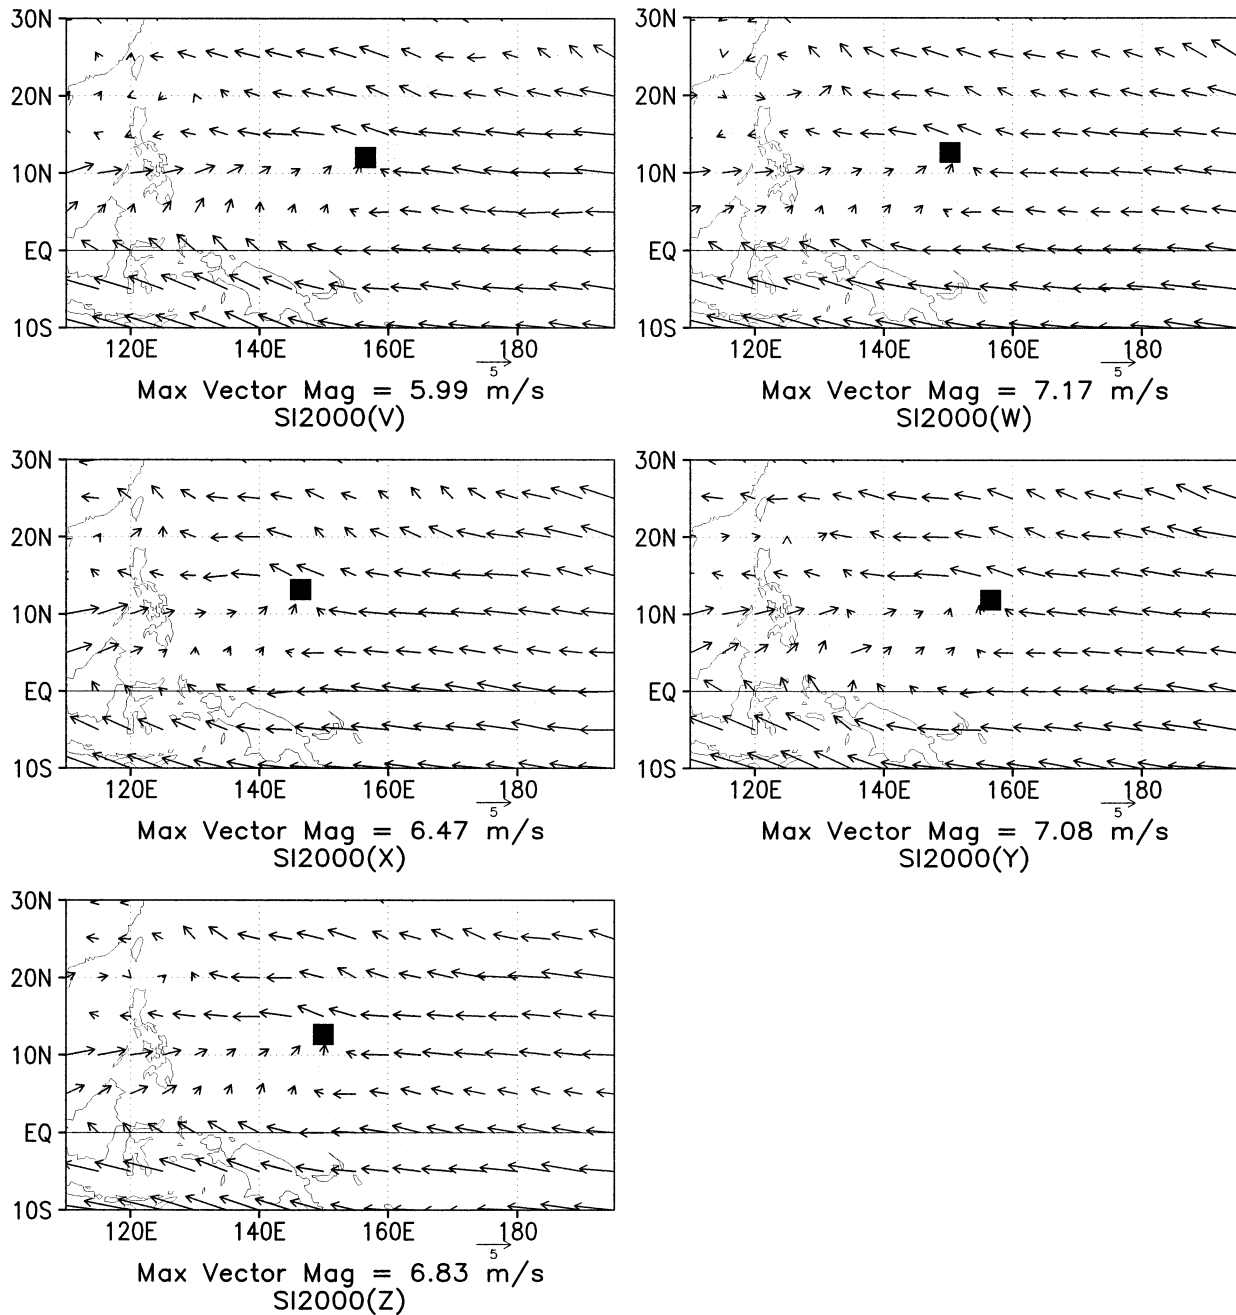 30N
20N
10N
EQ
10S
120E 140E 160E 180
5
Max Vector Mag = 5.99 m/s
SI2000(V)
30N
20N
10N
EQ
10S
120E 140E 160E 180
5
Max Vector Mag = 7.17 m/s
SI2000(W)
30N
20N
10N
EQ
10S
120E 140E 160E 180
5
Max Vector Mag = 6.47 m/s
SI2000(X)
30N
20N
10N
EQ
10S
120E 140E 160E 180
5
Max Vector Mag = 7.08 m/s
SI2000(Y)
30N
20N
10N
EQ
10S
120E 140E 160E 180
5
Max Vector Mag = 6.83 m/s
SI2000(Z)